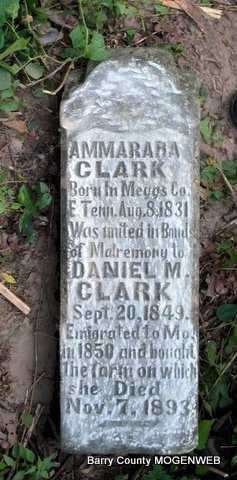 AMMARABA
CLARK
Born in Meggs Co.
E Tenn. Aug. 8, 1831
Was united in Bonds
of Matremony to
DANIEL M.
CLARK
Sept. 20, 1849.
Emigrated to Mo.
in 1850 and bought
the farm on which
she Died
Nov. 7, 1893
Barry County MOGENWEB